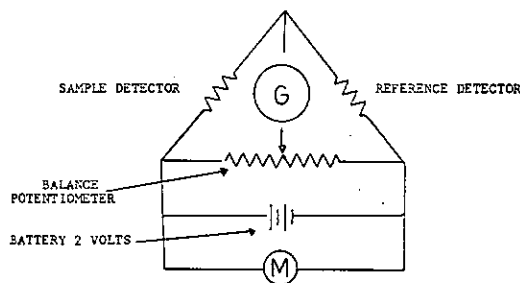 SAMPLE DETECTOR
REFERENCE DETECTOR
G
BALANCE
POTENTIOMETER
BATTERY 2 VOLTS
M